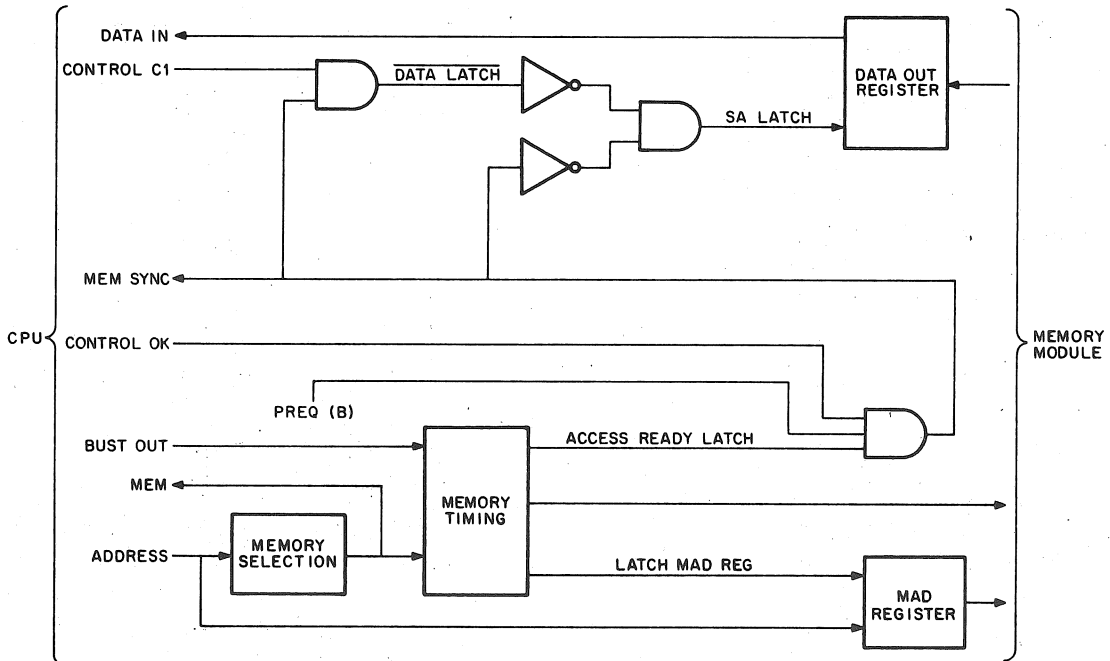 DATA IN
CONTROL C1
DATA LATCH
SA LATCH
DATA OUT
REGISTER
MEM SYNC
CPU
CONTROL OK
MEMORY
MODULE
PREQ (B)
BUST OUT
ACCESS READY LATCH
MEM
MEMORY
TIMING
ADDRESS
MEMORY
SELECTION
LATCH MAD REG
MAD
REGISTER